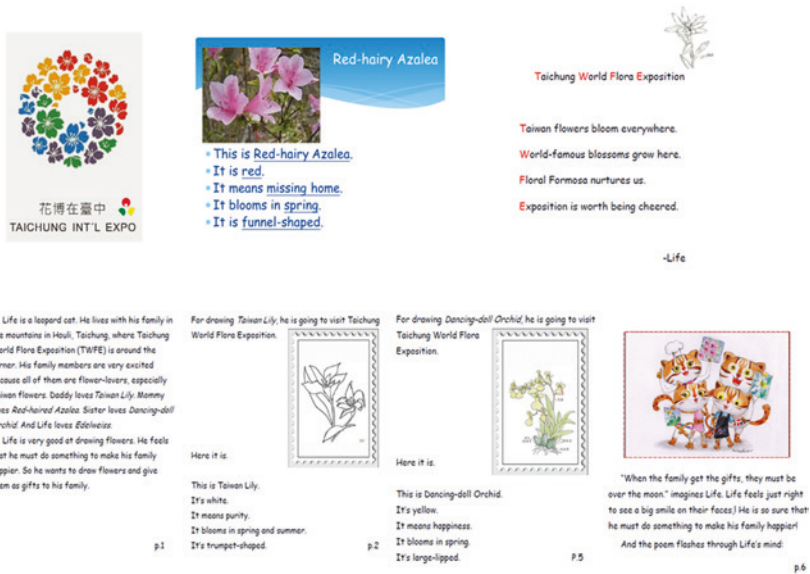 花博在臺中
TAICHUNG INT'L EXPO
Red-hairy Azalea
This is Red-hairy Azalea.
It is red.
It means missing home.
It blooms in spring.
It is funnel-shaped.
Taichung World Flora Exposition
Taiwan flowers bloom everywhere.
World-famous blossoms grow here.
Floral Formosa nurtures us.
Exposition is worth being cheered.
-Life
Life is a leopard cat. He lives with his family in
mountains in Houli, Taichung, where Taichung
Flora Exposition (TWFE) is around the
His family members are very excited
all of them are flower-lovers, especially
flowers. Daddy loves Taiwan Lily. Mommy
Red-haired Azalea. Sister loves Dancing-doll
And Life loves Edelweiss.
Life is very good at drawing flowers. He feels
he must do something to make his family
So he wants to draw flowers and give
as gifts to his family.
p.1
For drawing Taiwan Lily, he is going to visit Taichung
World Flora Exposition.
Here it is.
This is Taiwan Lily.
It's white.
It means purity.
It blooms in spring and summer.
It's trumpet-shaped.
p.2
For drawing Dancing-doll Orchid, he is going to visit
Taichung World Flora
Exposition.
Here it is.
This is Dancing-doll Orchid.
It's yellow.
It means happiness.
It blooms in spring.
It's large-lipped.
P.5
"When the family get the gifts, they must be
over the moon." imagines Life. Life feels just right
to see a big smile on their faces! He is so sure that
he must do something to make his family happier!
And the poem flashes through Life's mind:
p.6